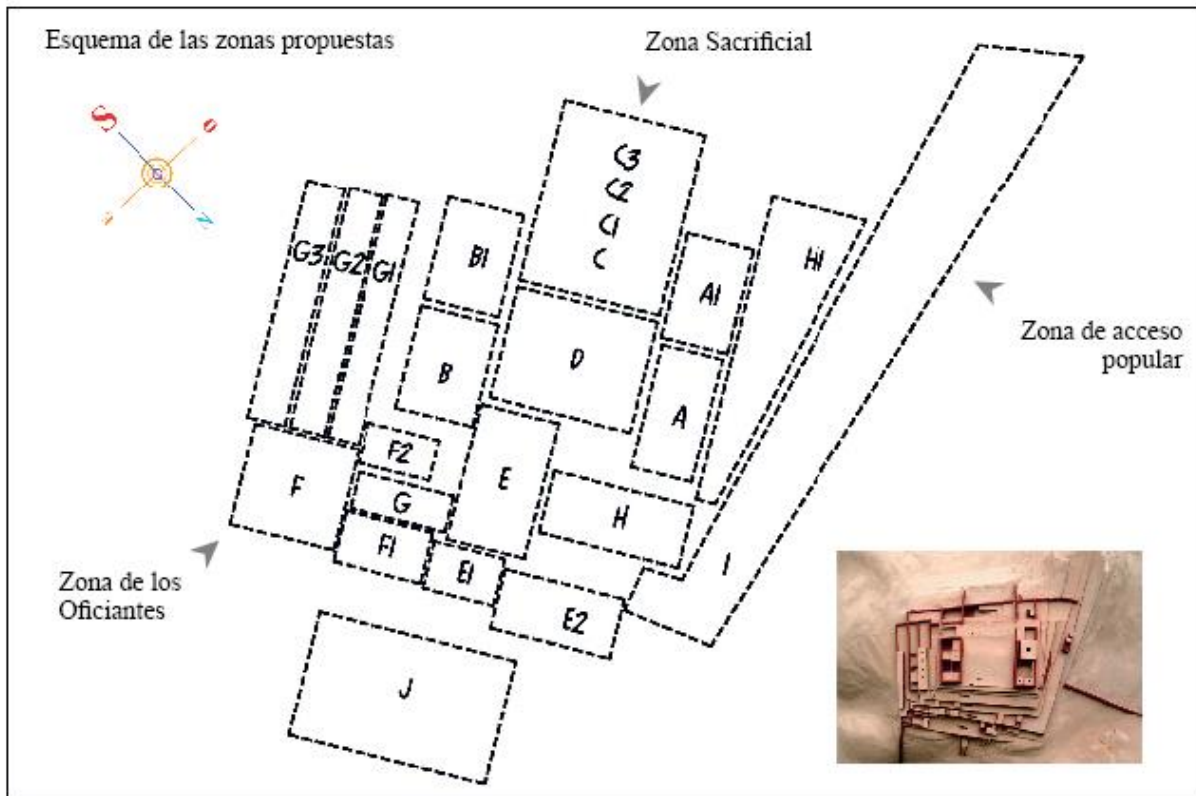 Esquema de las zonas propuestas
Zona Sacrificial
S
o
C3
C2
G3
G2
G1
B1
C1
H1
C
A1
Zona de acceso
popular
B
D
A
F2
F
E
G
H
F1
I
E1
Zona de los
Oficiantes
E2
J